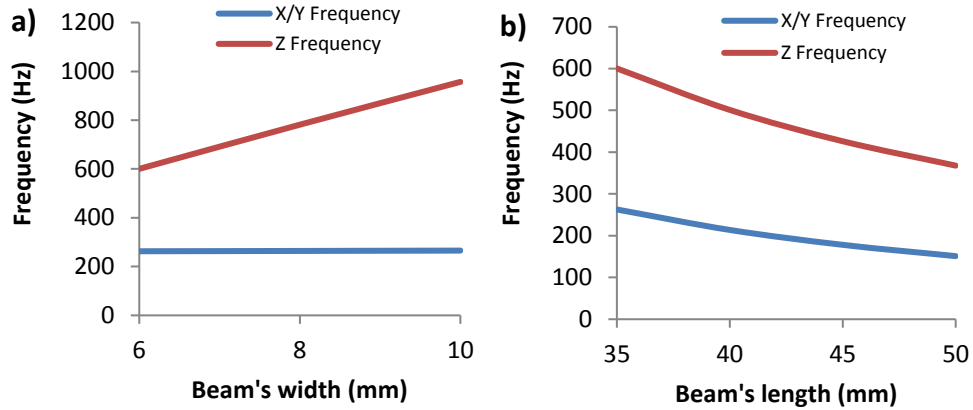 a)
X/Y Frequency
Z Frequency
Frequency (Hz)
1200
1000
800
600
400
200
0
6
8
10
Beam's width (mm)
b)
X/Y Frequency
Z Frequency
Frequency (Hz)
700
600
500
400
300
200
100
0
35
40
45
50
Beam's length (mm)